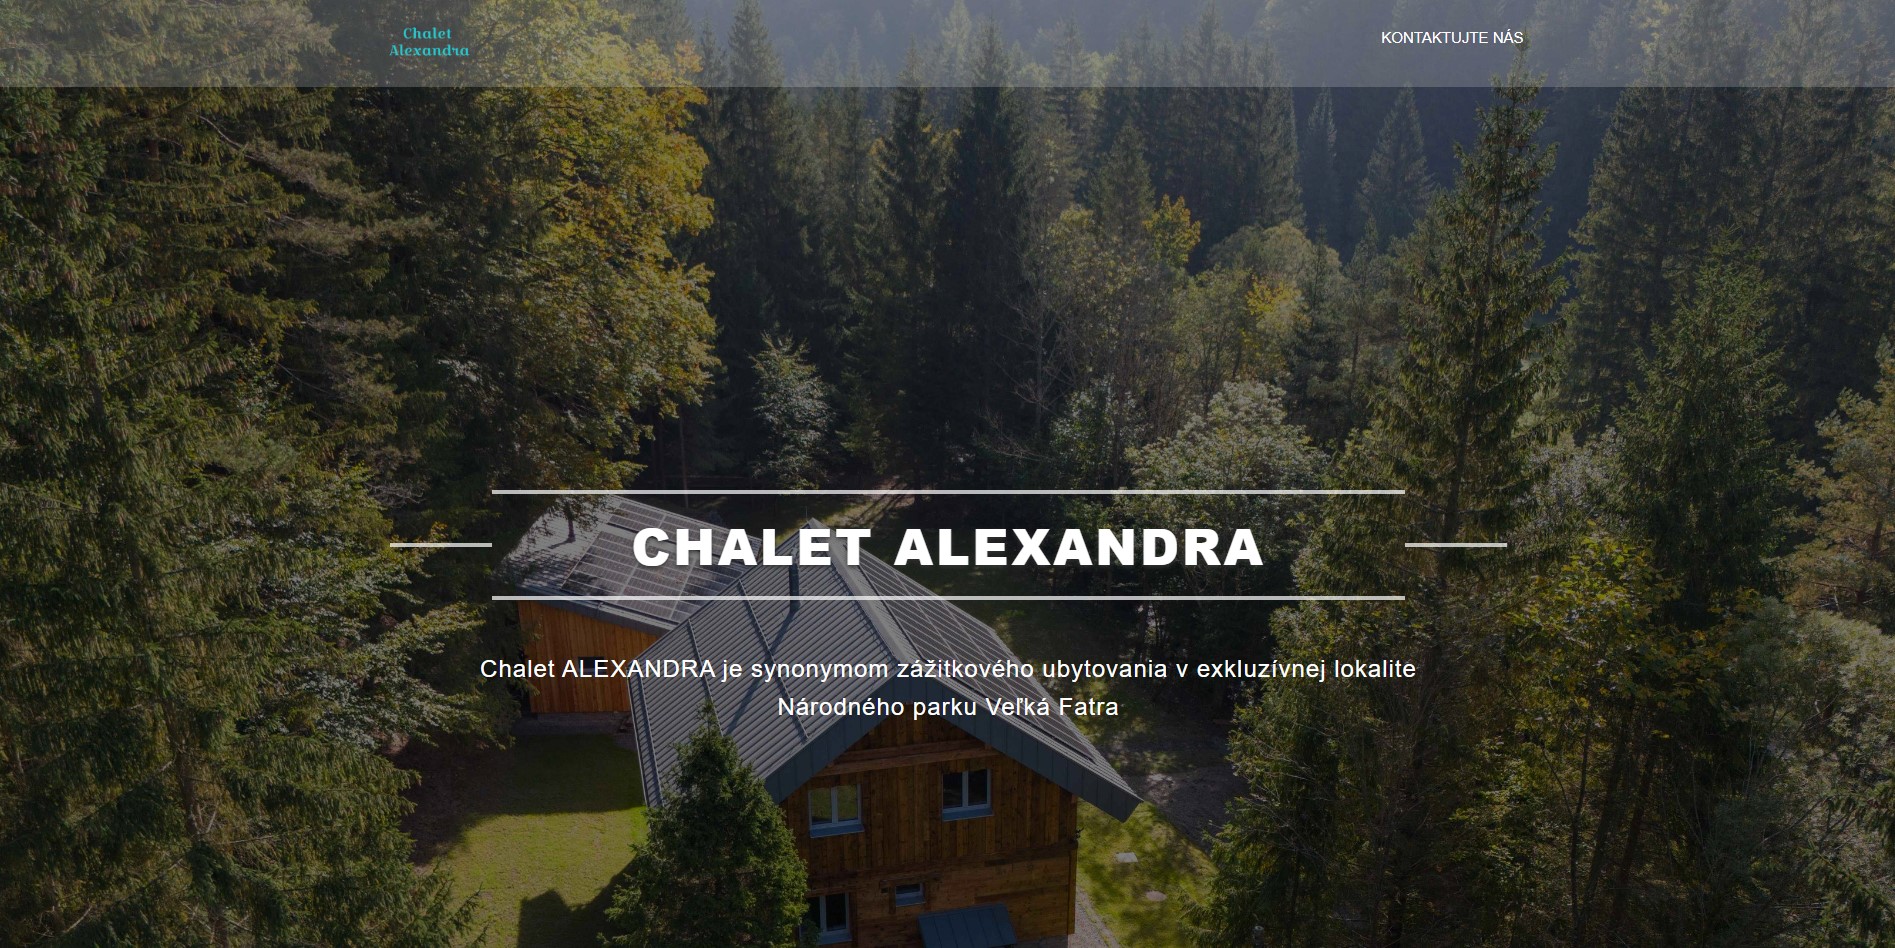 Chalet
Alexandra
KONTAKTUJTE NÁS
CHALET ALEXANDRA
Chalet ALEXANDRA je synonymom zážitkového ubytovania v exkluzívnej lokalite
Národného parku Veľká Fatra